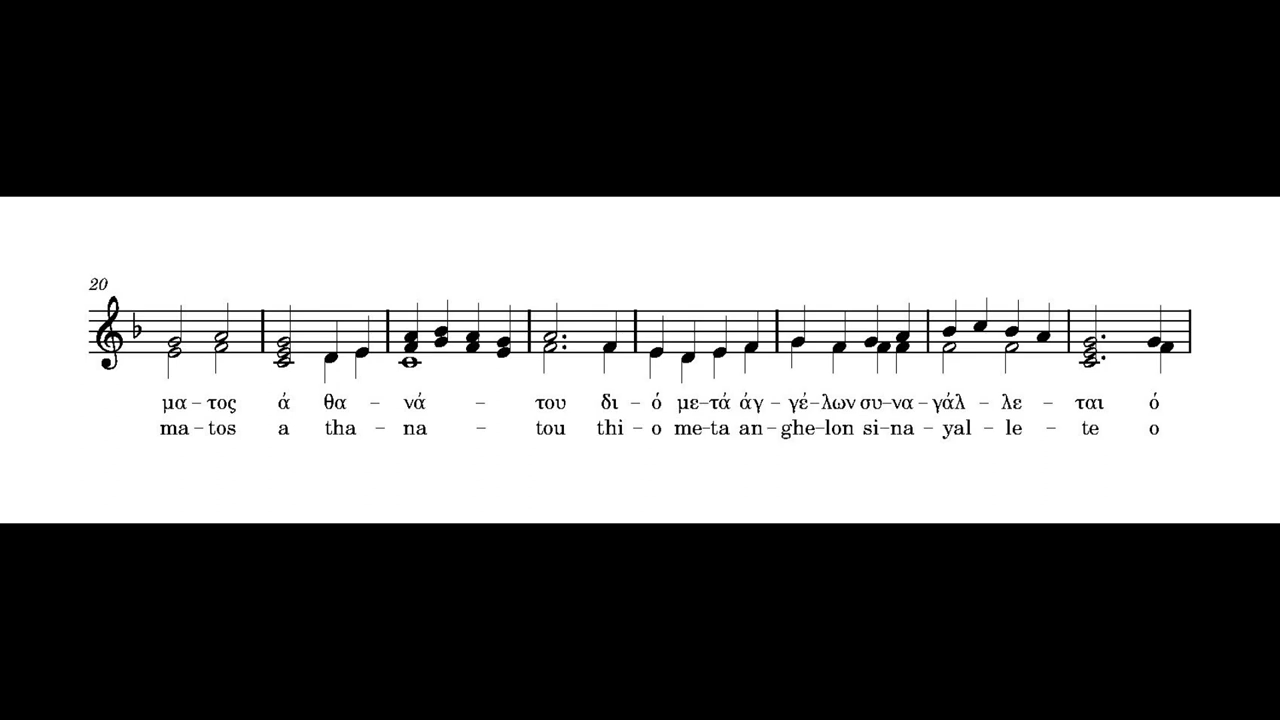 20
μα – τος ά θα – νά – του δι – ό με – τά άγ – γέ – λων συ – να – γάλ – λε – ται ό
ma – tos a tha – na – tou thi – o me – ta an – ghe – lon si – na – yal – le – te o